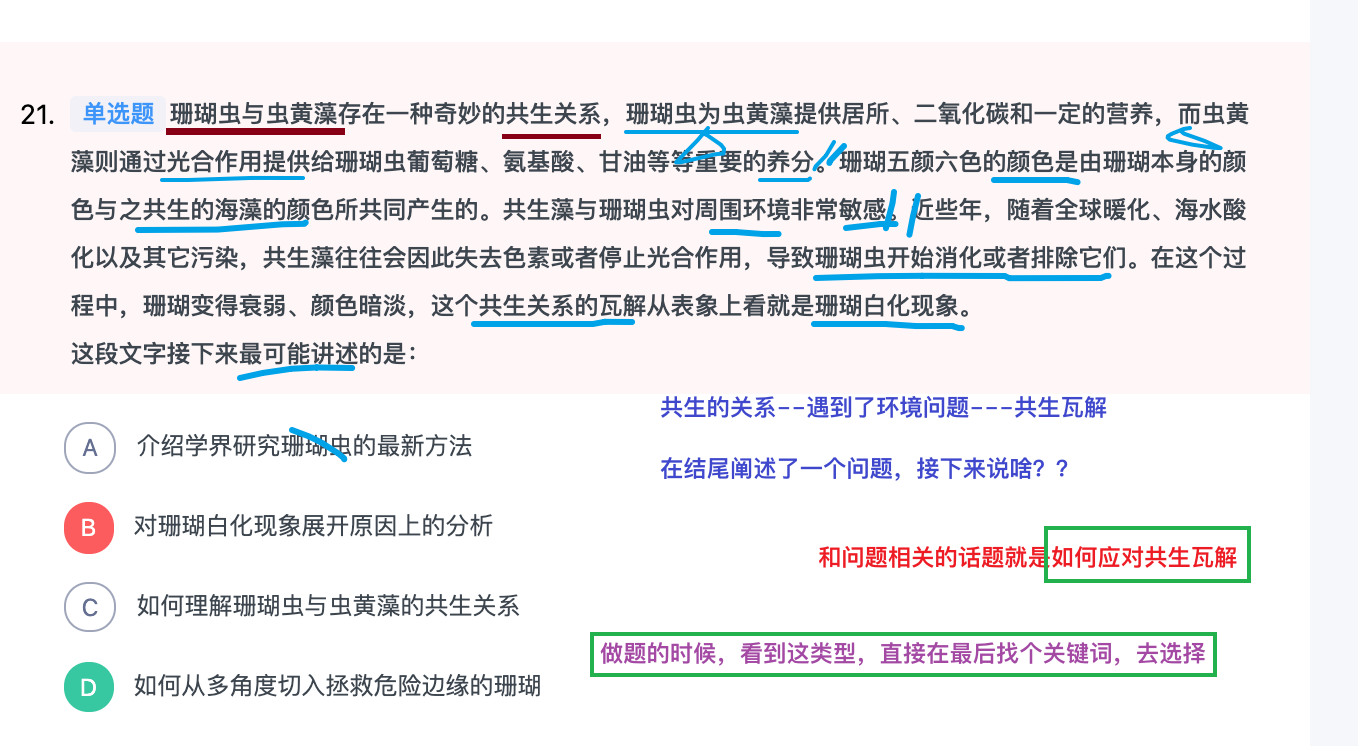 21. 单选题 珊瑚虫与虫黄藻存在一种奇妙的共生关系，珊瑚虫为虫黄藻提供居所、二氧化碳和一定的营养，而虫黄
藻则通过光合作用提供给珊瑚虫葡萄糖、氨基酸、甘油等等重要的养分。珊瑚五颜六色的颜色是由珊瑚本身的颜
色与之共生的海藻的颜色所共同产生的。共生藻与珊瑚虫对周围环境非常敏感。近些年，随着全球暖化、海水酸
化以及其它污染，共生藻往往会因此失去色素或者停止光合作用，导致珊瑚虫开始消化或者排除它们。在这个过
程中，珊瑚变得衰弱、颜色暗淡，这个共生关系的瓦解从表象上看就是珊瑚白化现象。
这段文字接下来最可能讲述的是：
共生的关系--遇到了环境问题---共生瓦解
A 介绍学界研究珊瑚虫的最新方法
在结尾阐述了一个问题，接下来说啥？？
B 对珊瑚白化现象展开原因上的分析
和问题相关的话题就是如何应对共生瓦解
C 如何理解珊瑚虫与虫黄藻的共生关系
做题的时候，看到这类型，直接在最后找个关键词，去选择
D 如何从多角度切入拯救危险边缘的珊瑚